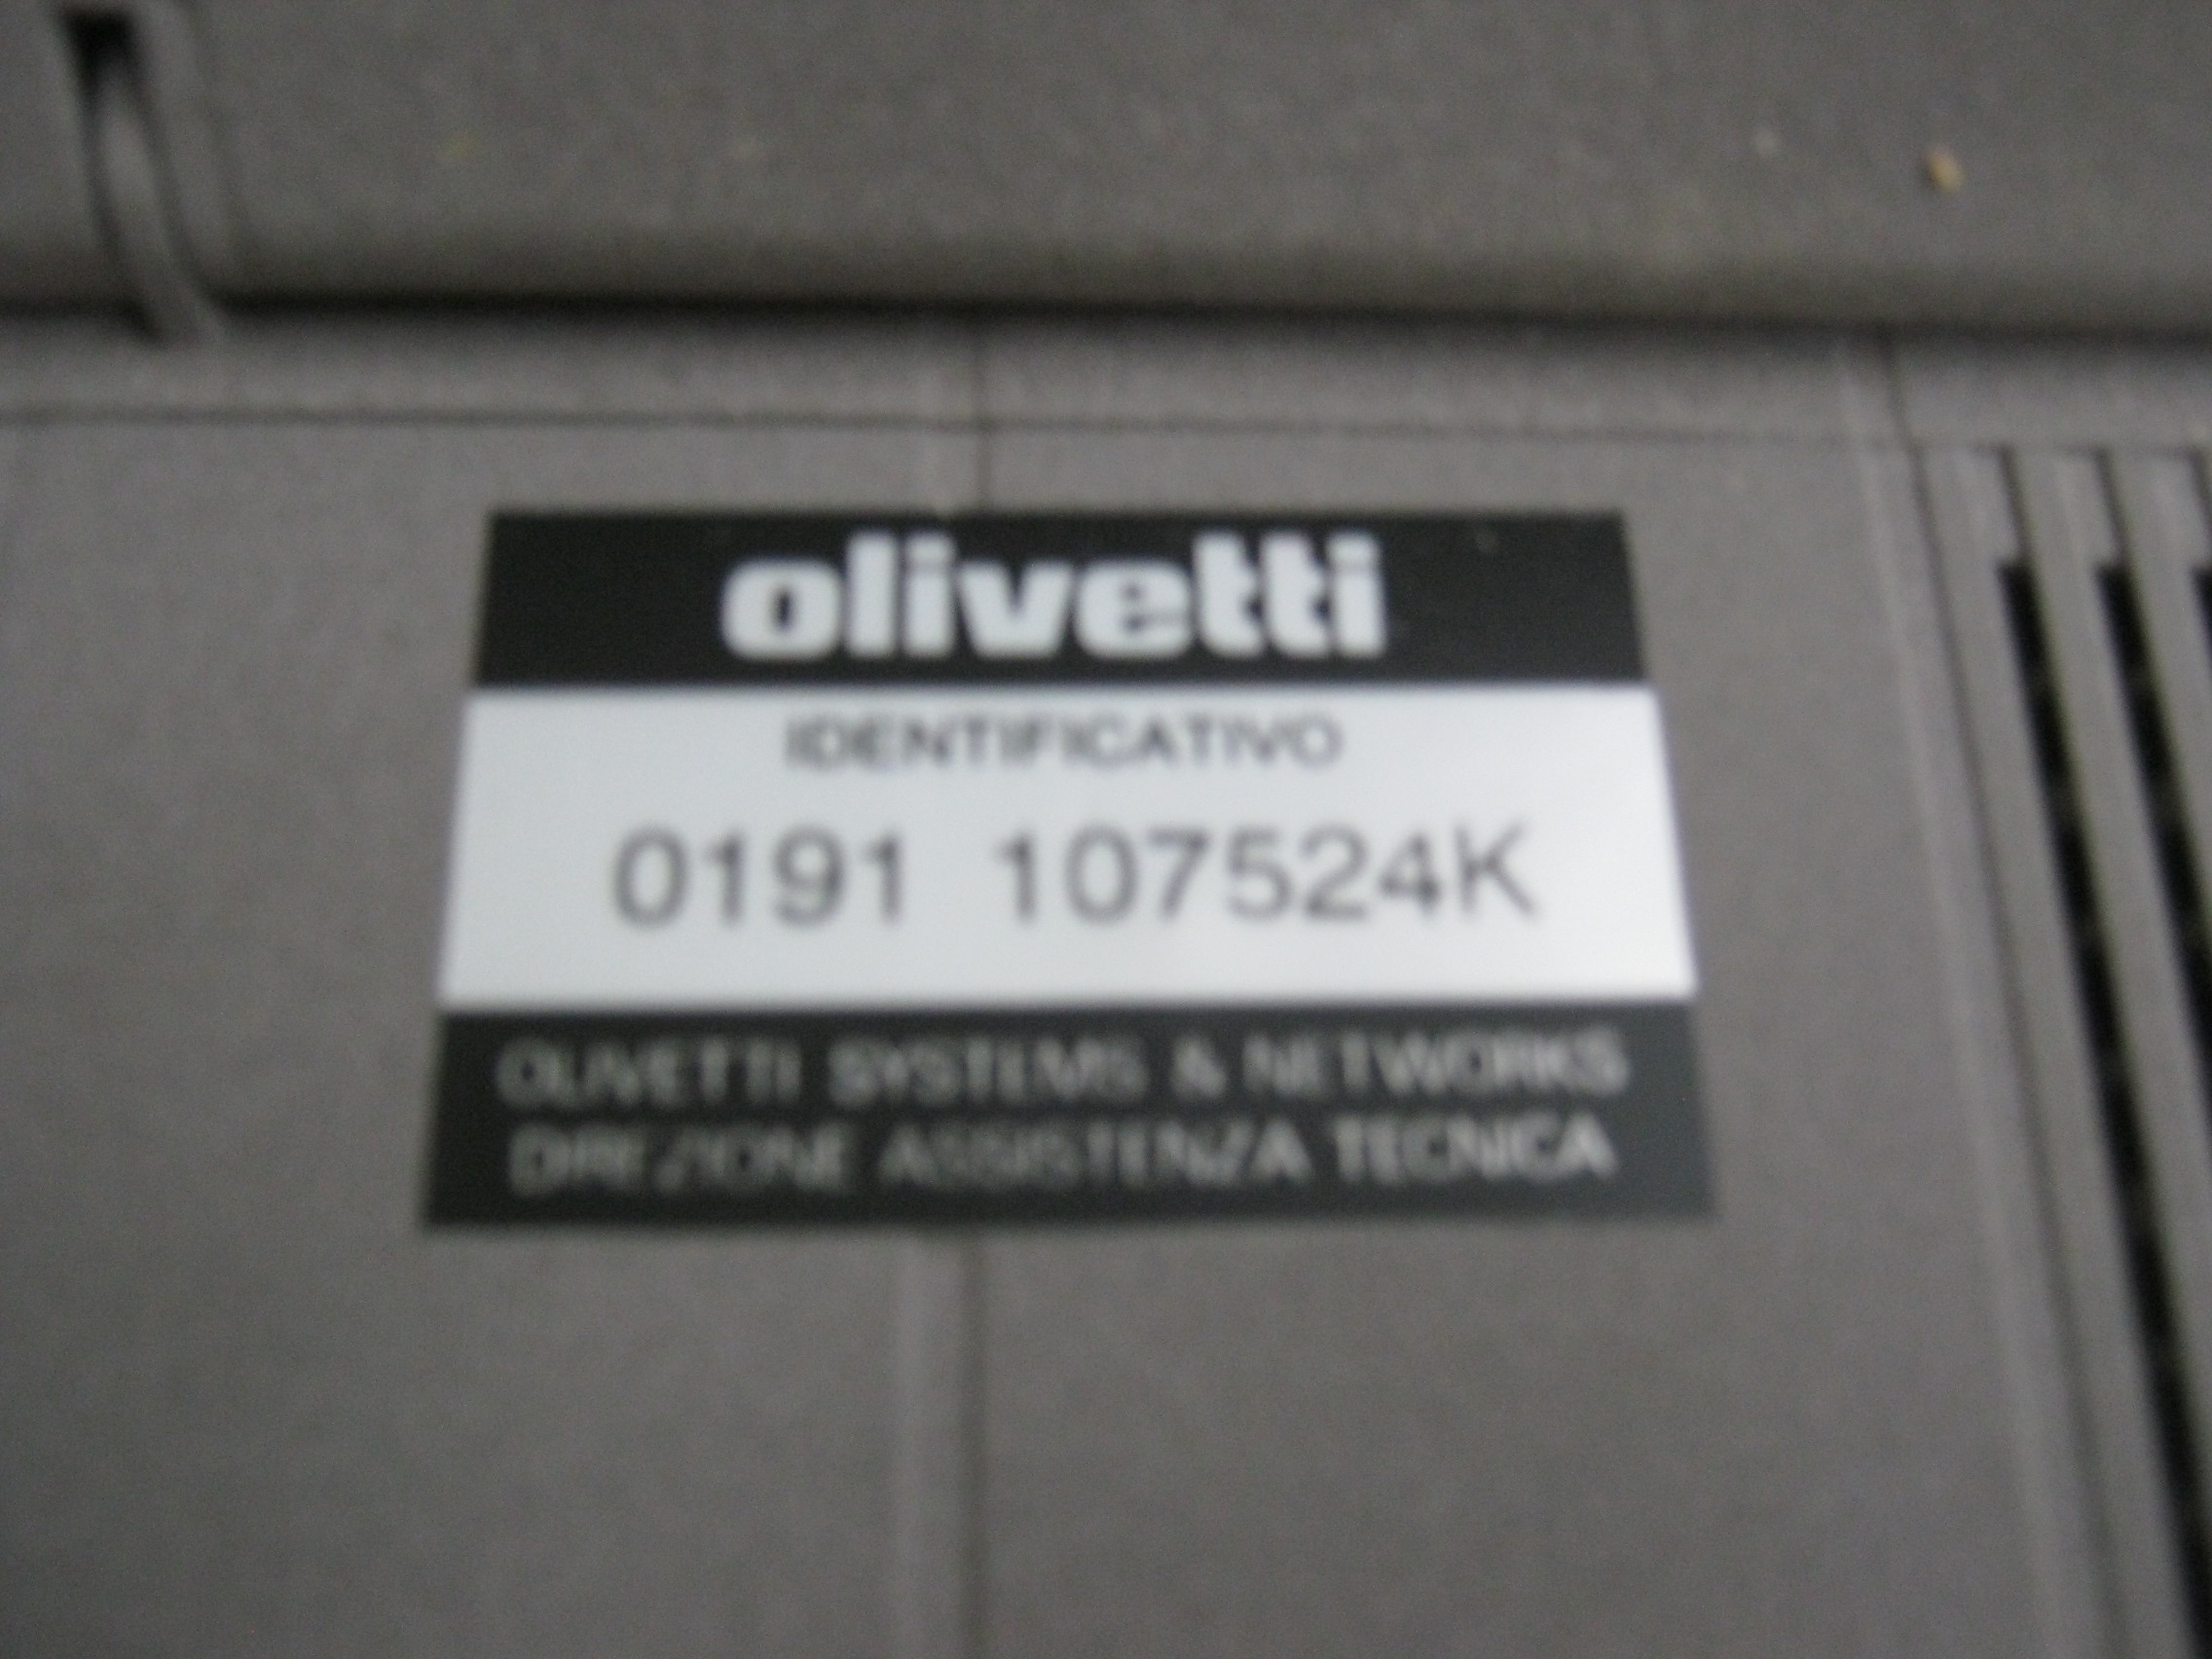 olivetti
IDENTIFICATIVO
0191 107524K
OLIVETTI SYSTEMS & NETWORKS
DIREZIONE ASSISTENZA TECNICA